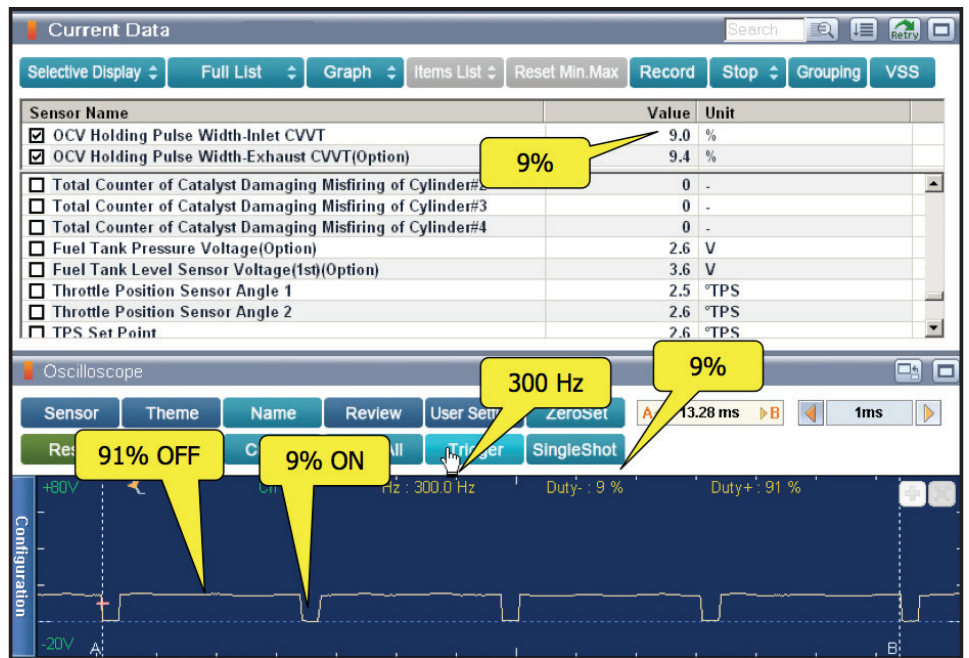 Current Data
Search
Retry
Selective Display Full List Graph Items List Reset Min.Max Record Stop Grouping VSS
Sensor Name Value Unit
OCV Holding Pulse Width-Inlet CVVT 9.0 %
OCV Holding Pulse Width-Exhaust CVVT(Option) 9.4 %
9%
Total Counter of Catalyst Damaging Misfiring of Cylinder#2 0 -
Total Counter of Catalyst Damaging Misfiring of Cylinder#3 0 -
Total Counter of Catalyst Damaging Misfiring of Cylinder#4 0 -
Fuel Tank Pressure Voltage(Option) 2.6 V
Fuel Tank Level Sensor Voltage(1st)(Option) 3.6 V
Throttle Position Sensor Angle 1 2.5 °TPS
Throttle Position Sensor Angle 2 2.6 °TPS
TPS Set Point 2.6 °TPS
Oscilloscope
300 Hz
9%
Sensor Theme Name Review User ZeroSet A 13.28 ms B 1ms
Trigger SingleShot
91% OFF
9% ON
+80V Hz : 300.0 Hz Duty- : 9 % Duty+ : 91 %
Configuration
-20V A B